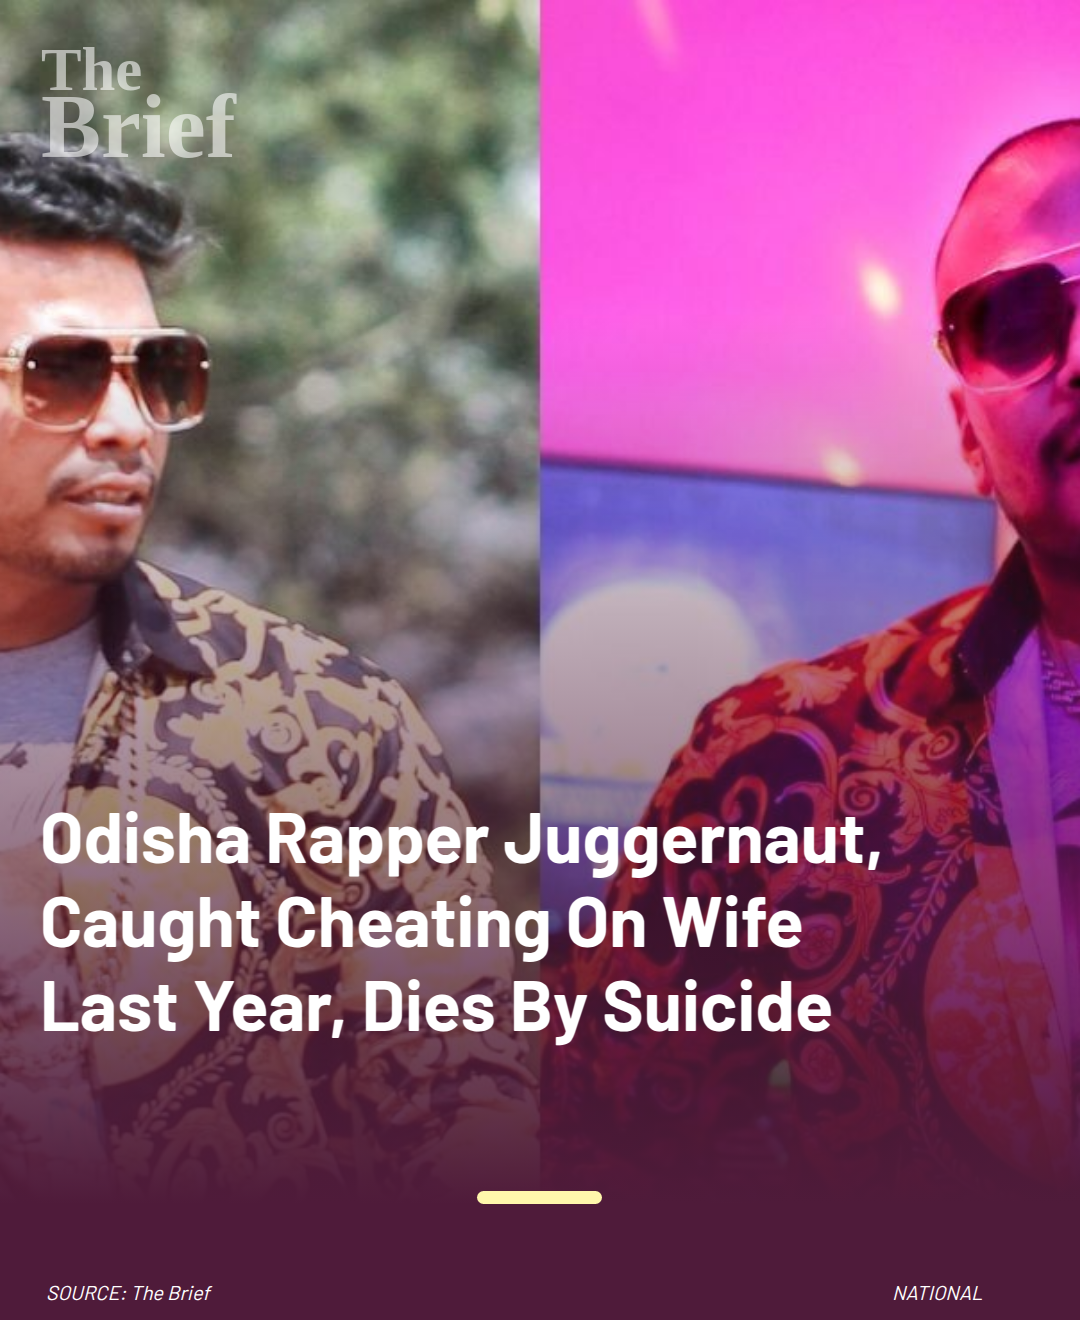 The
Brief
Odisha Rapper Juggernaut,
Caught Cheating On Wife
Last Year, Dies By Suicide
SOURCE: The Brief
NATIONAL